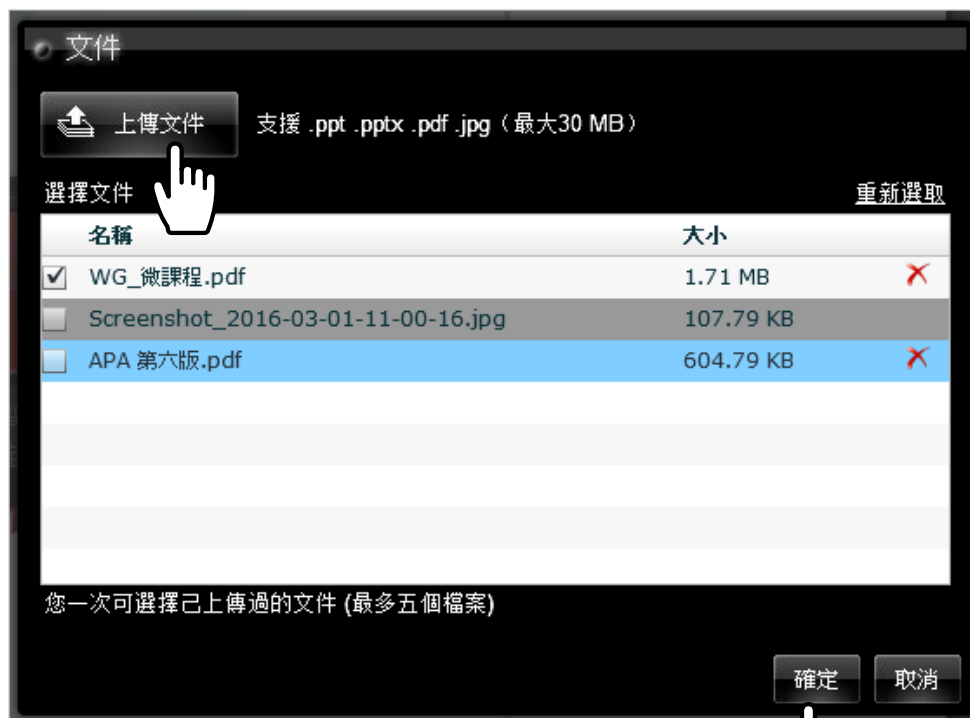 文件
上傳文件 支援 .ppt .pptx .pdf .jpg（最大30 MB）
選擇文件 重新選取
名稱 大小
WG_微課程.pdf 1.71 MB
Screenshot_2016-03-01-11-00-16.jpg 107.79 KB
APA 第六版.pdf 604.79 KB
您一次可選擇己上傳過的文件 (最多五個檔案)
確定 取消